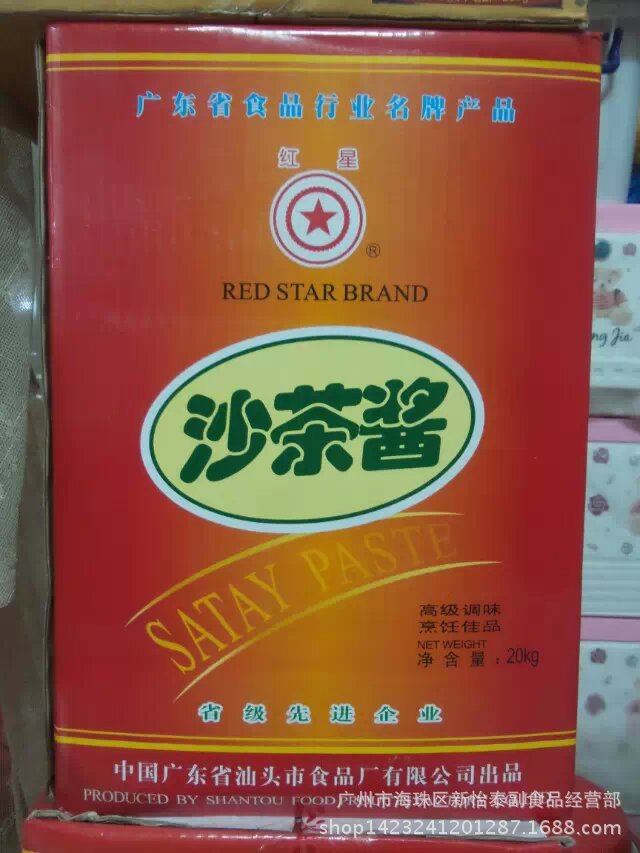 广东省食品行业名牌产品
红星
®
RED STAR BRAND
沙茶酱
SATAY PASTE
高级调味
烹饪佳品
NET WEIGHT
净含量：20kg
省级先进企业
中国广东省汕头市食品厂有限公司出品
PRODUCED BY SHANTOU FOOD
广州市海珠区新怡泰副食品经营部
shop1423241201287.1688.com
ng Jia